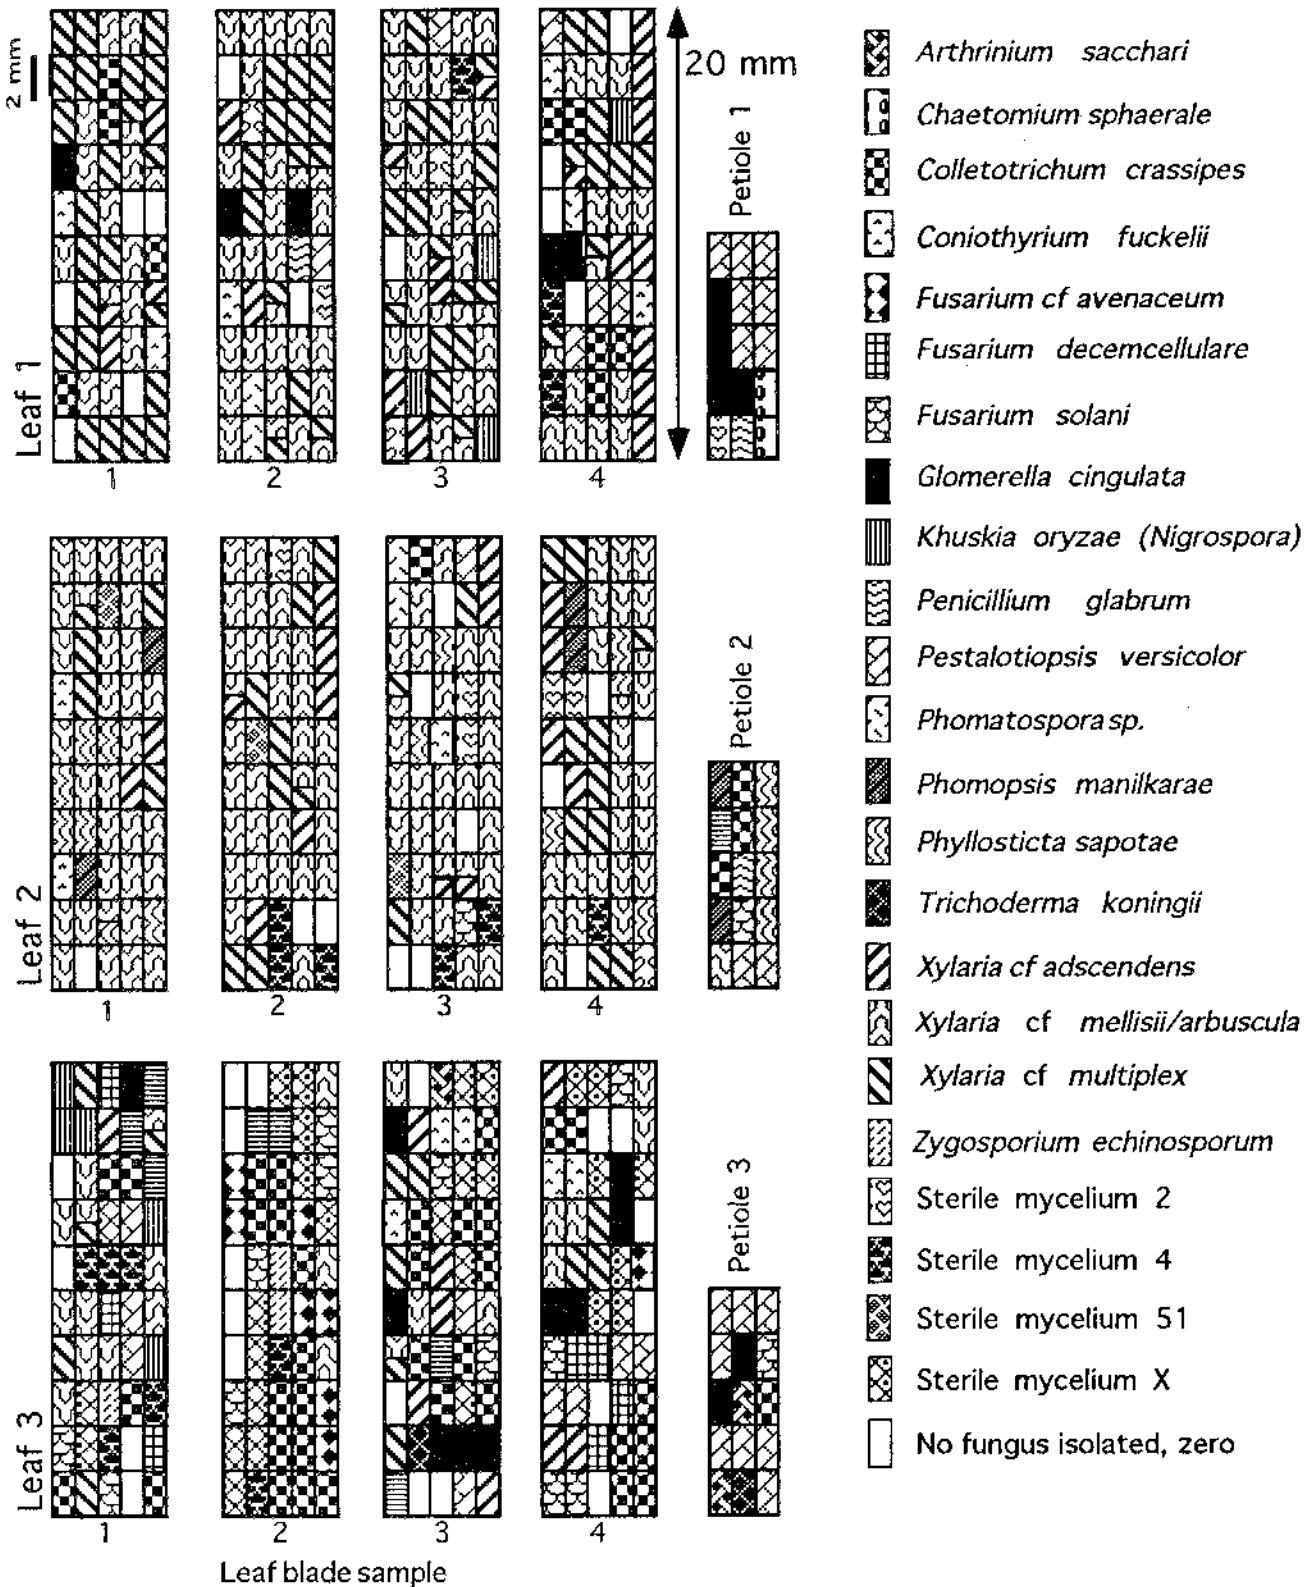 2 mm
20 mm
Leaf 1
1
2
3
4
Petiole 1
Leaf 2
1
2
3
4
Petiole 2
Leaf 3
1
2
3
4
Petiole 3
Leaf blade sample
Arthrinium sacchari
Chaetomium sphaerale
Colletotrichum crassipes
Coniothyrium fuckelii
Fusarium cf avenaceum
Fusarium decemcellulare
Fusarium solani
Glomerella cingulata
Khuskia oryzae (Nigrospora)
Penicillium glabrum
Pestalotiopsis versicolor
Phomatospora sp.
Phomopsis manilkarae
Phyllosticta sapotae
Trichoderma koningii
Xylaria cf adscendens
Xylaria cf mellisii/arbuscula
Xylaria cf multiplex
Zygosporium echinosporum
Sterile mycelium 2
Sterile mycelium 4
Sterile mycelium 51
Sterile mycelium X
No fungus isolated, zero